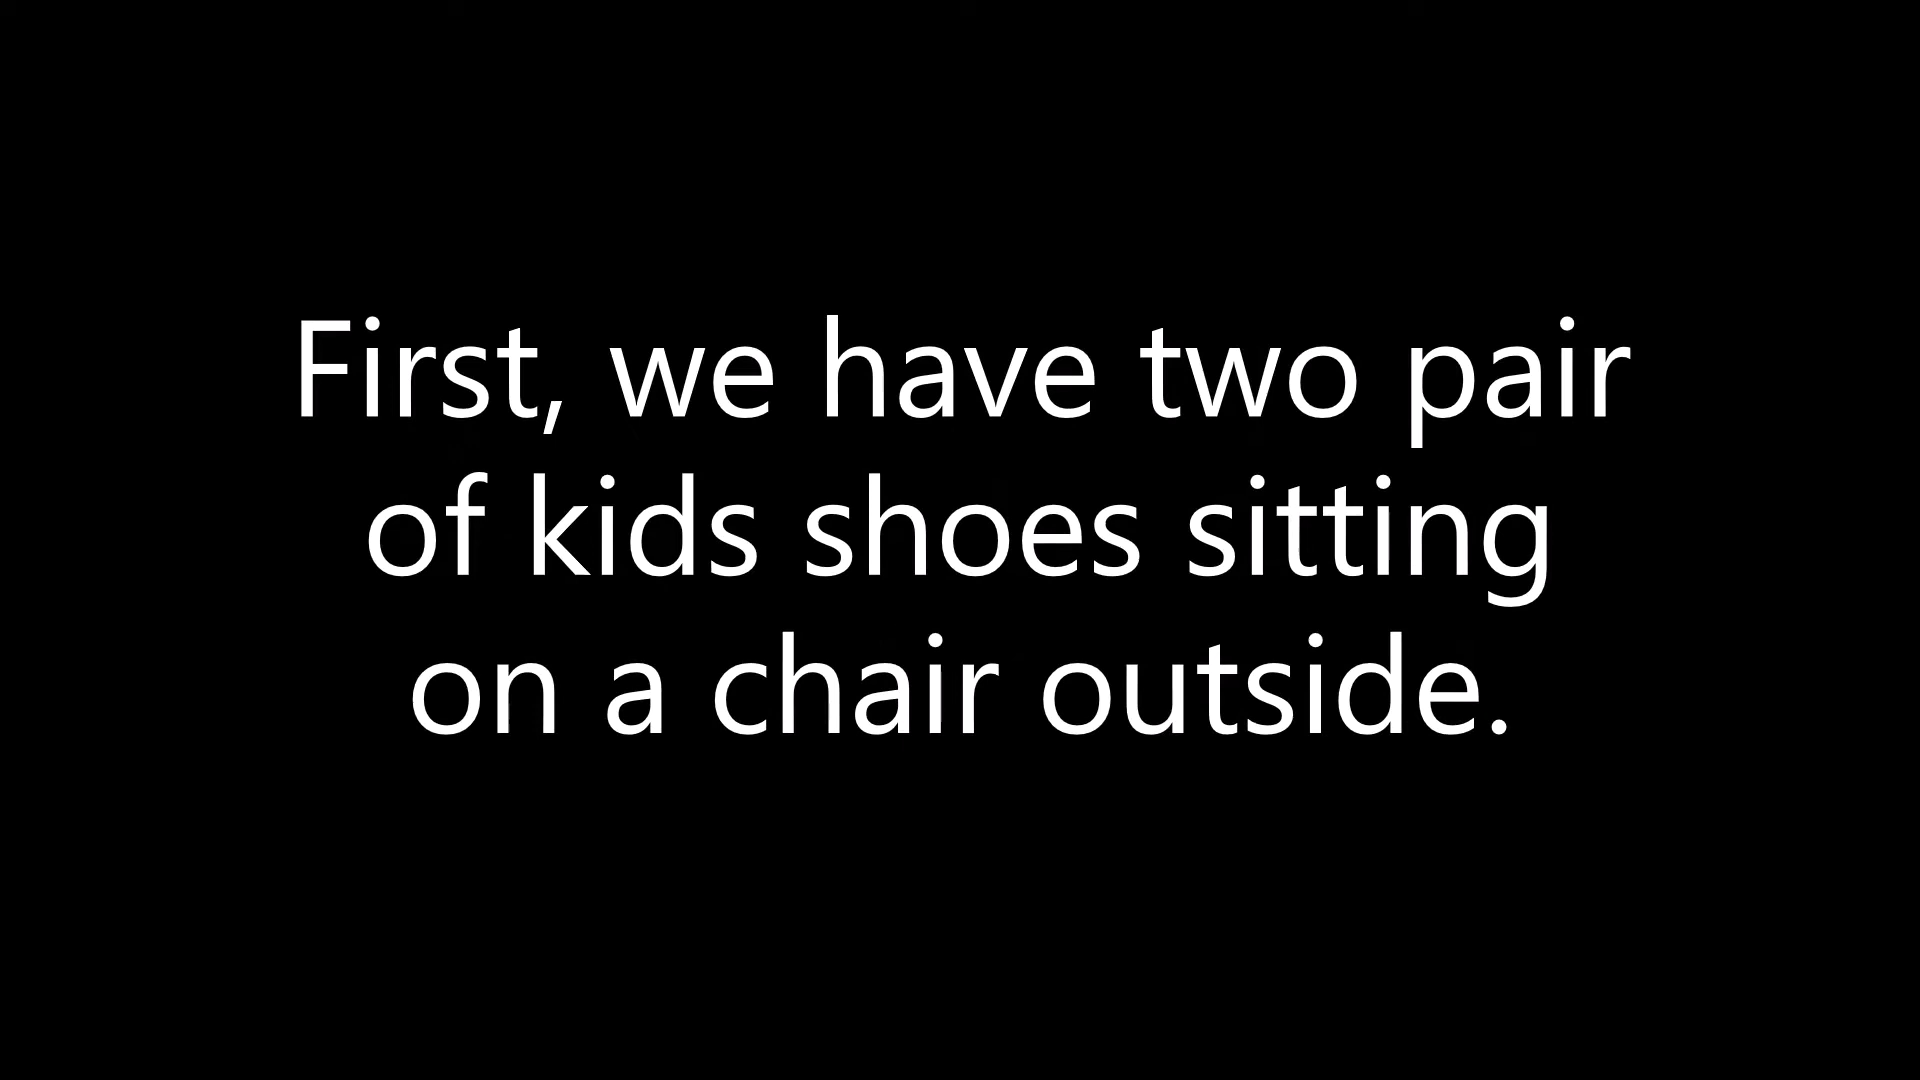 First, we have two pair
of kids shoes sitting
on a chair outside.